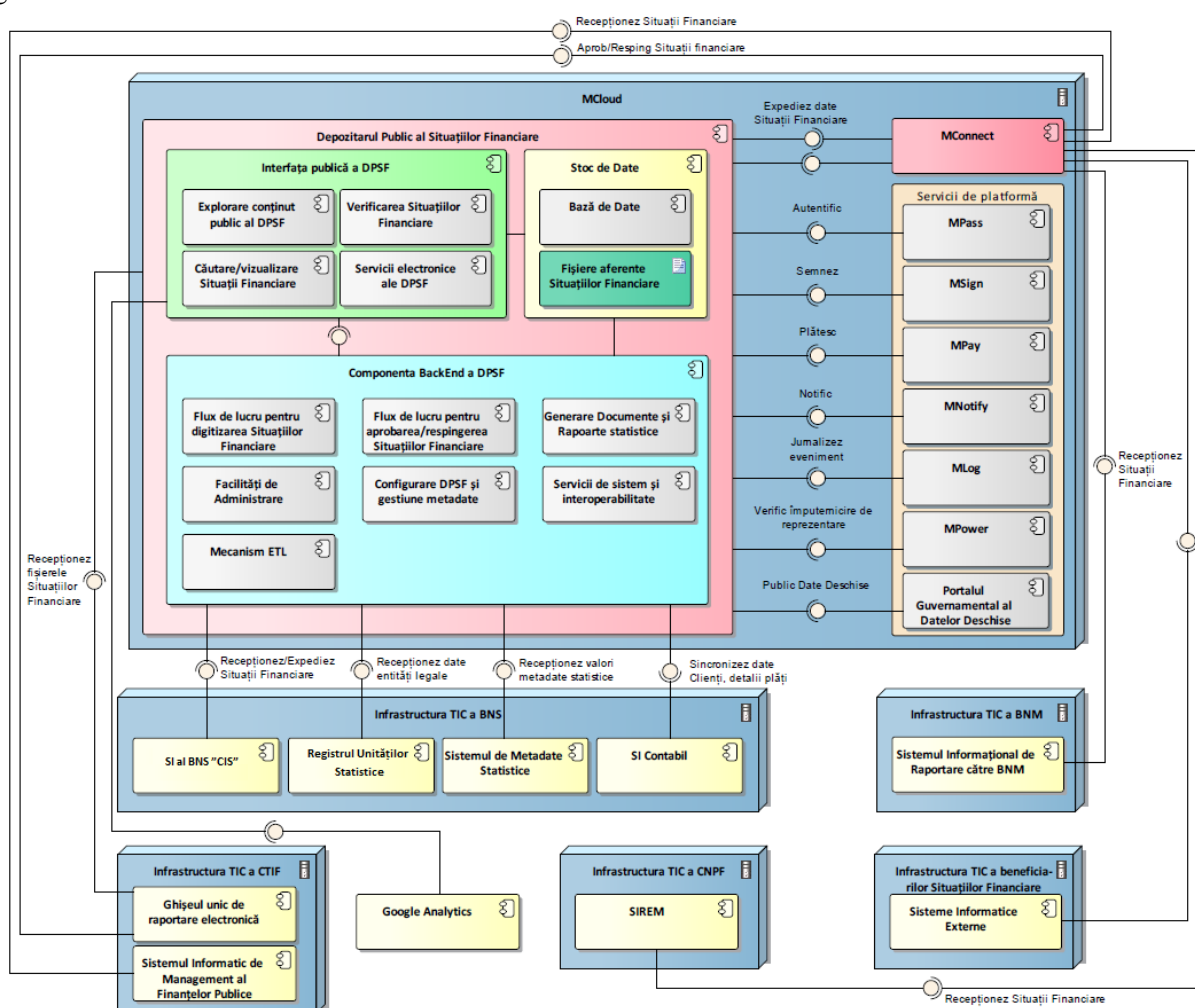 Recepționez Situații Financiare
Aprob/Resping Situații financiare
MCloud
Depozitarul Public al Situațiilor Financiare
Expediez date
Situații Financiare
MConnect
Interfața publică a DPSF
Stoc de Date
Explorare conținut
public al DPSF
Verificarea Situațiilor
Financiare
Bază de Date
Căutare/vizualizare
Situații Financiare
Servicii electronice
ale DPSF
Fișiere aferente
Situațiilor Financiare
Servicii de platformă
Autentific
MPass
Semnez
MSign
Plătesc
MPay
Notific
MNotify
Jurnalizez
eveniment
MLog
Verific împuternicire de
reprezentare
MPower
Public Date Deschise
Portalul
Guvernamental al
Datelor Deschise
Componenta BackEnd a DPSF
Flux de lucru pentru
digitizarea Situațiilor
Financiare
Flux de lucru pentru
aprobarea/respingerea
Situațiilor Financiare
Generare Documente și
Rapoarte statistice
Facilități de
Administrare
Configurare DPSF și
gestiune metadate
Servicii de sistem și
interoperabilitate
Mecanism ETL
Recepționez
Situații
Financiare
Recepționez
fișierele
Situațiilor
Financiare
Recepționez/Expediez
Situații Financiare
Recepționez date
entități legale
Recepționez valori
metadate statistice
Sincronizez date
Clienți, detalii plăți
Infrastructura TIC a BNS
SI al BNS ”CIS”
Registrul Unităților
Statistice
Sistemul de Metadate
Statistice
SI Contabil
Infrastructura TIC a BNM
Sistemul Informațional de
Raportare către BNM
Infrastructura TIC a CTIF
Ghișeul unic de
raportare electronică
Sistemul Informatic de
Management al
Finanțelor Publice
Google Analytics
Infrastructura TIC a CNPF
SIREM
Infrastructura TIC a beneficia-
rilor Situațiilor Financiare
Sisteme Informatice
Externe
Recepționez Situații Financiare